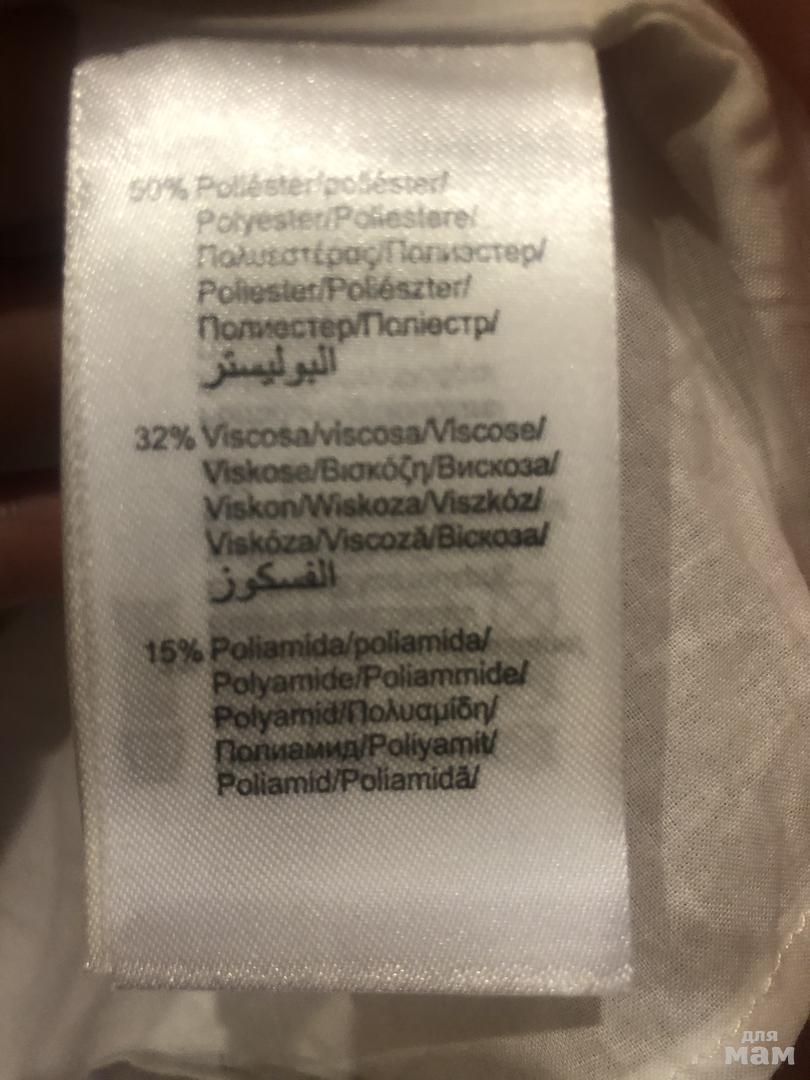 50% Poliéster/poliéster/
Polyester/Poliestere/
Πολυεστέρας/Полиэстер/
Poliester/Poliészter/
Полиестер/Поліестр/
البوليستر
32% Viscosa/viscosa/Viscose/
Viskose/Βισκόζη/Вискоза/
Viskon/Wiskoza/Viszkóz/
Viskóza/Viscoză/Віскоза/
الفسكوز
15% Poliamida/poliamida/
Polyamide/Poliammide/
Polyamid/Πολυαμίδη/
Полиамид/Poliyamit/
Poliamid/Poliamidă/
для
мам